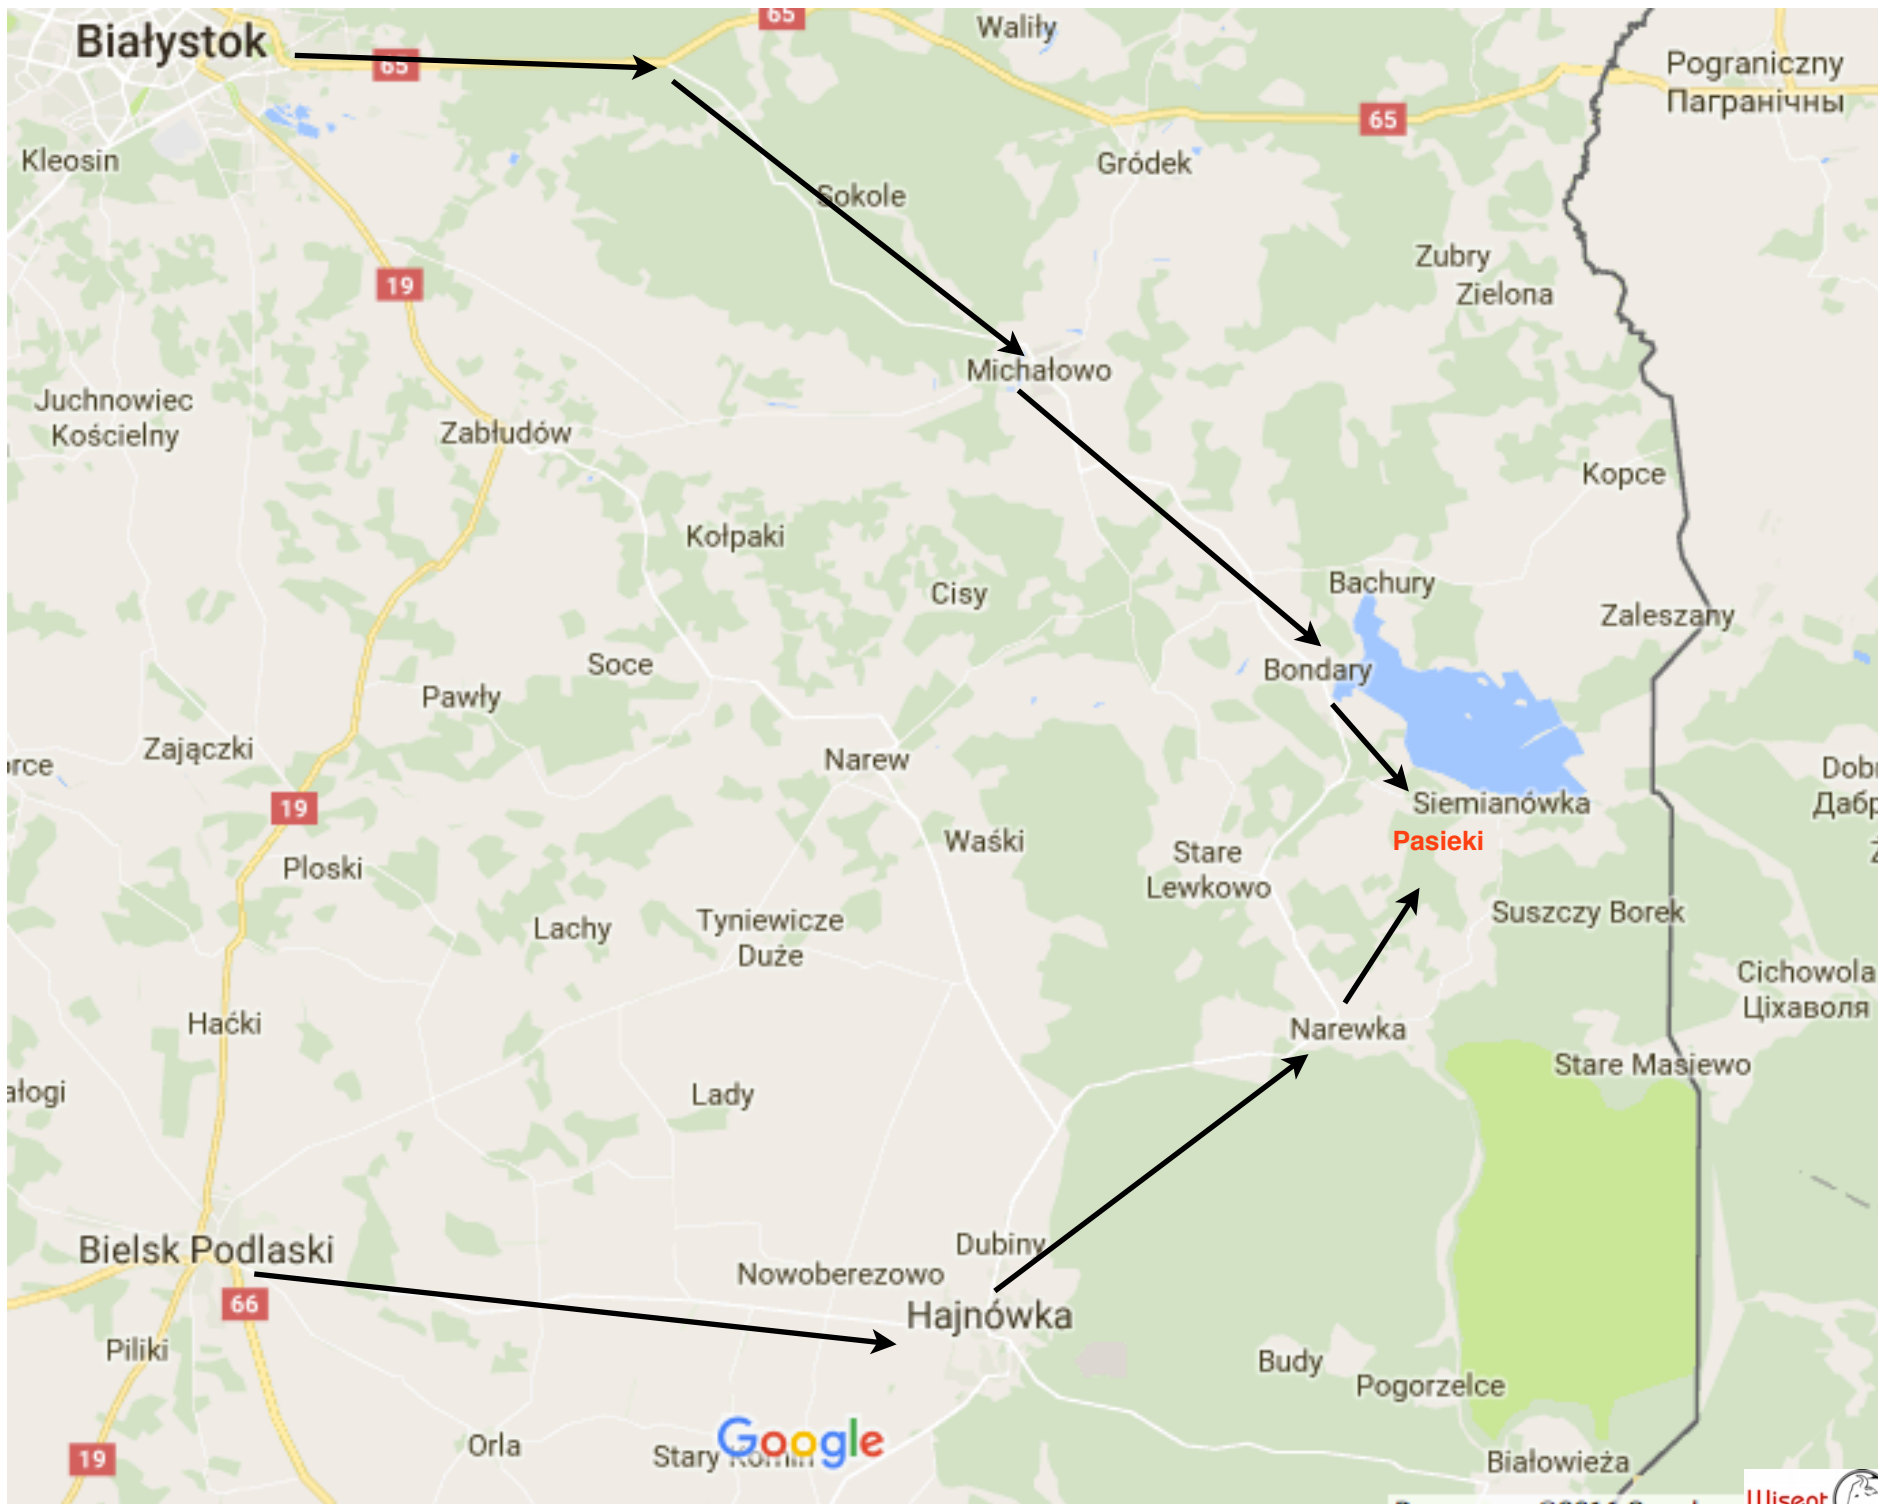 Białystok
65
65
Waliły
Pograniczny
Пагранічны
65
Kleosin
Gródek
Sokole
Zubry
Zielona
19
Michałowo
Juchnowiec
Kościelny
Zabłudów
Kopce
Kołpaki
Cisy
Bachury
Zaleszany
Soce
Bondary
Pawły
Zajączki
Narew
19
Siemianówka
Pasieki
Waśki
Stare
Lewkowo
Ploski
Suszczy Borek
Lachy
Tyniewicze
Duże
Cichowola
Ціхаволя
Haćki
Narewka
Stare Masiewo
Lady
Bielsk Podlaski
Dubiny
Nowoberezowo
66
Hajnówka
Piliki
Budy
Pogorzelce
Google
Orla
Stary Kornin
19
Białowieża
Wisent